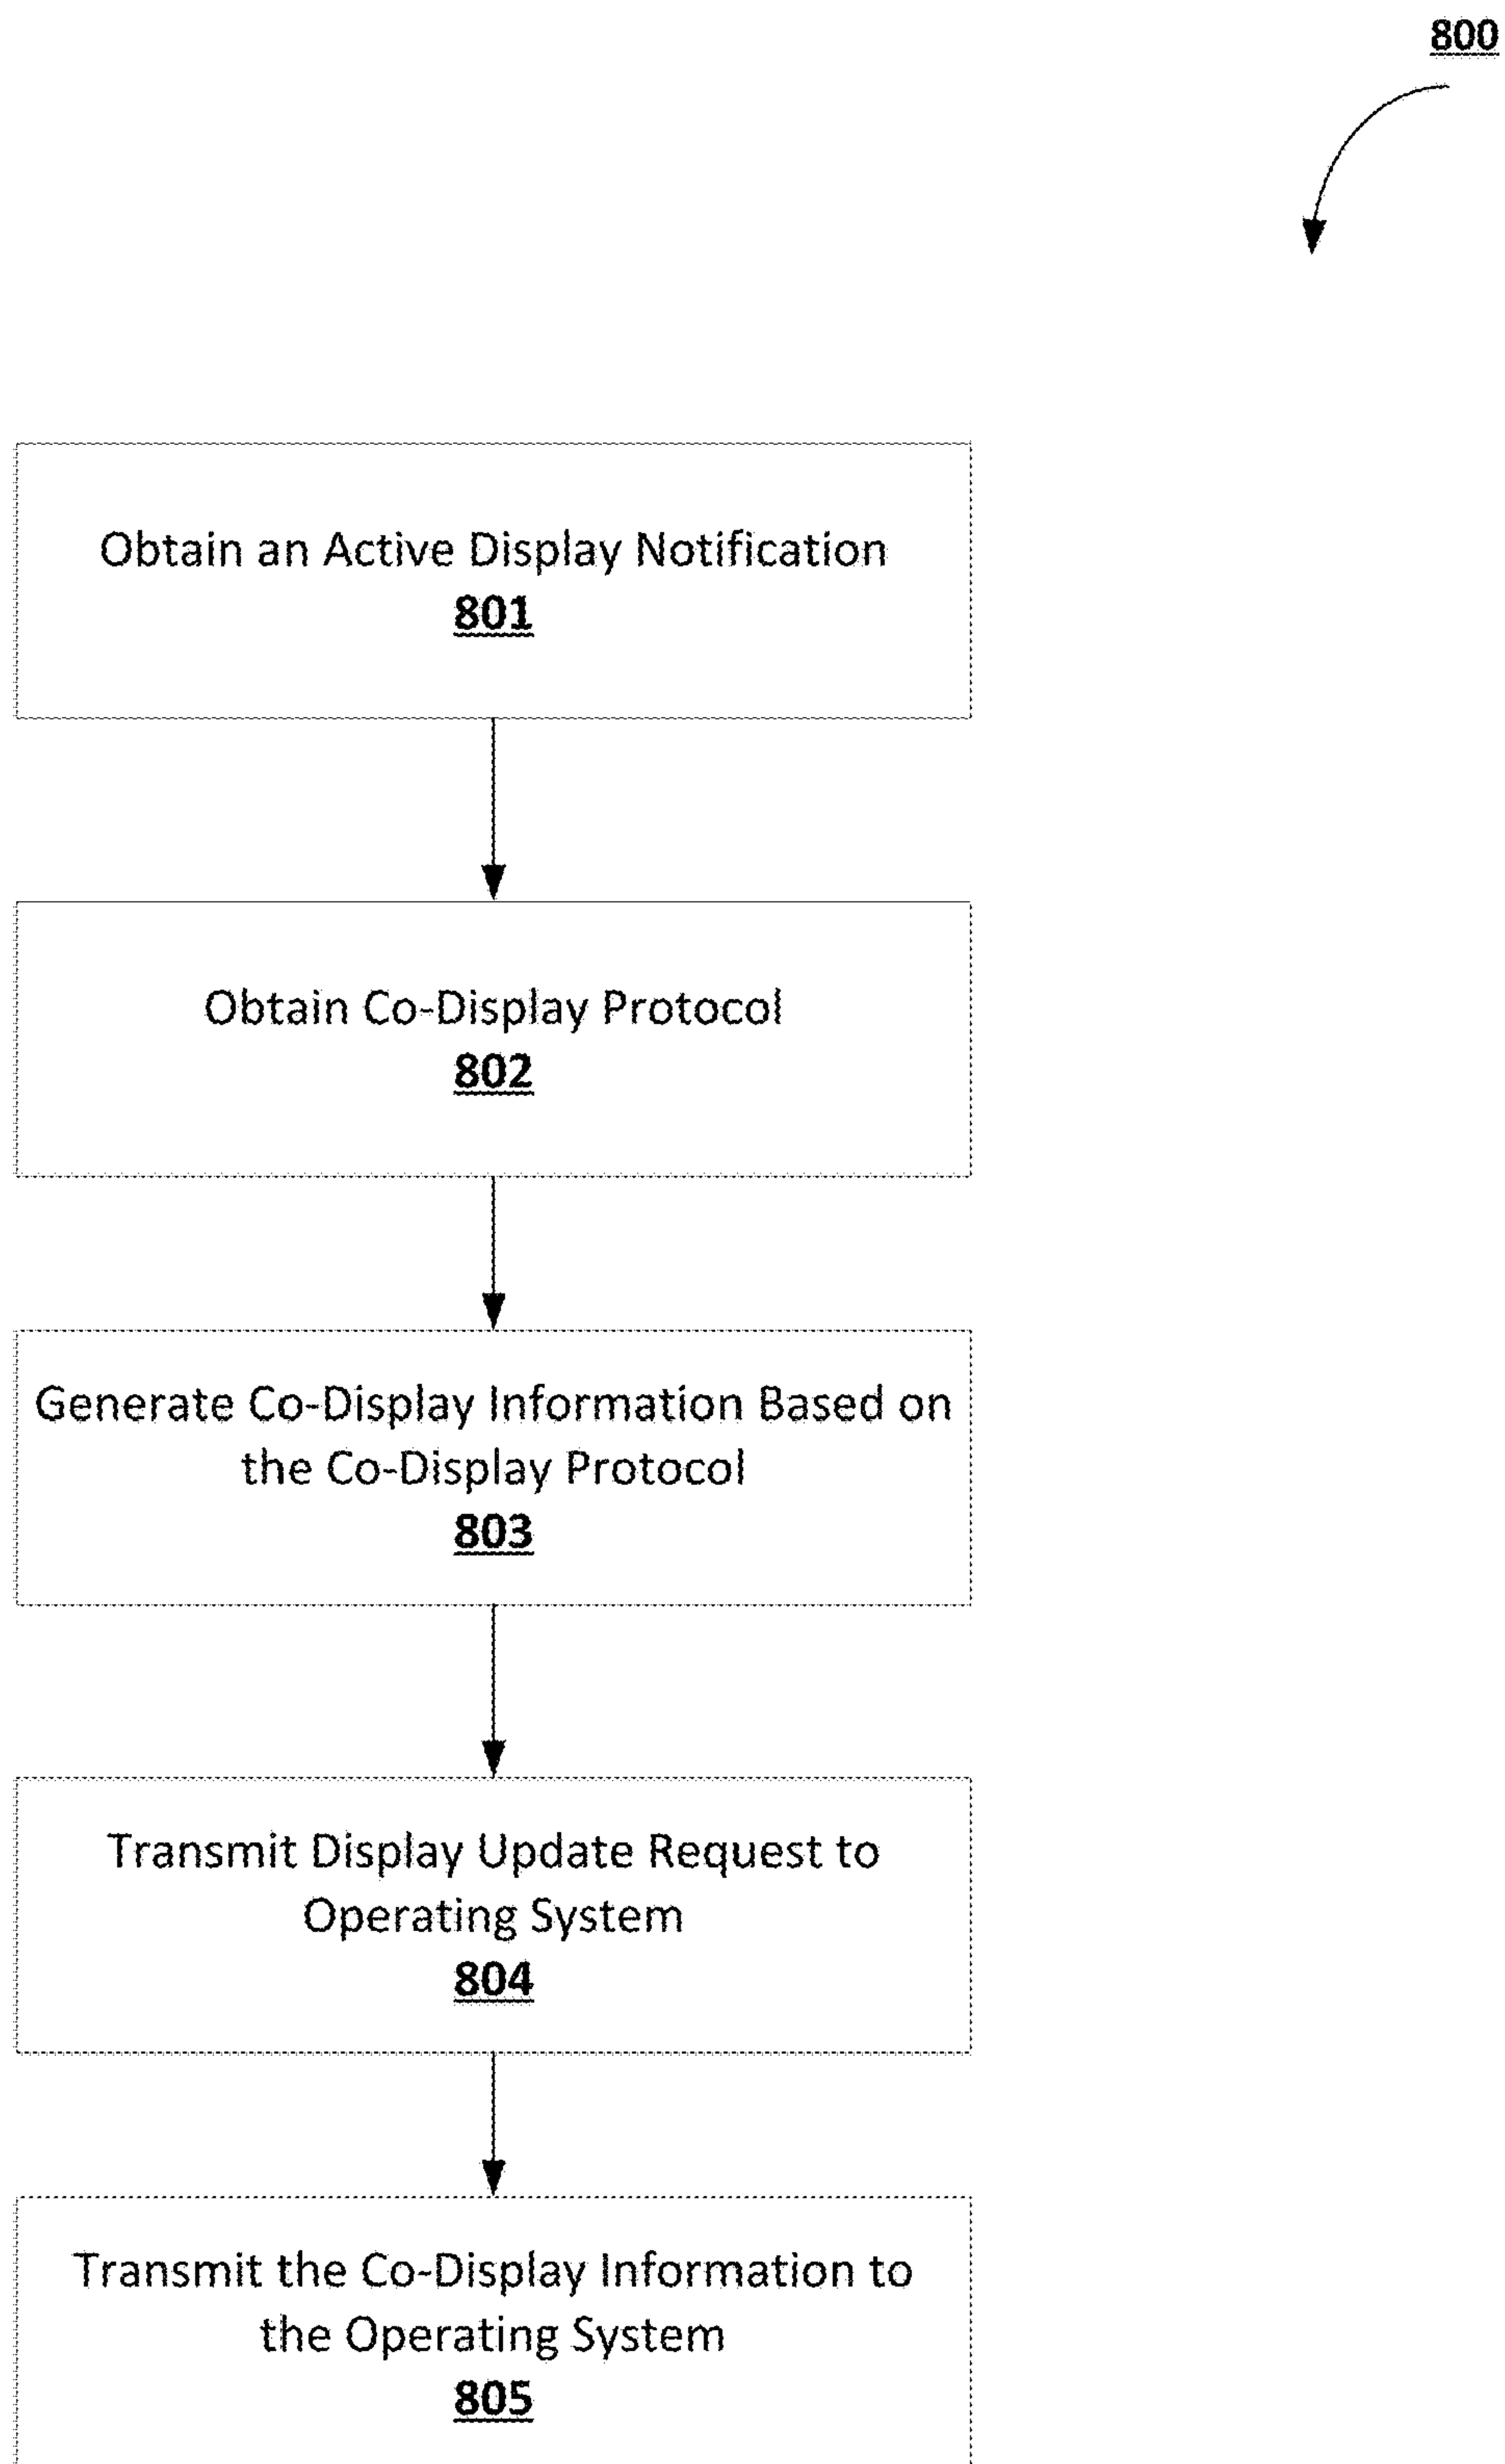 800
Obtain an Active Display Notification
801
Obtain Co-Display Protocol
802
Generate Co-Display Information Based on
the Co-Display Protocol
803
Transmit Display Update Request to
Operating System
804
Transmit the Co-Display Information to
the Operating System
805